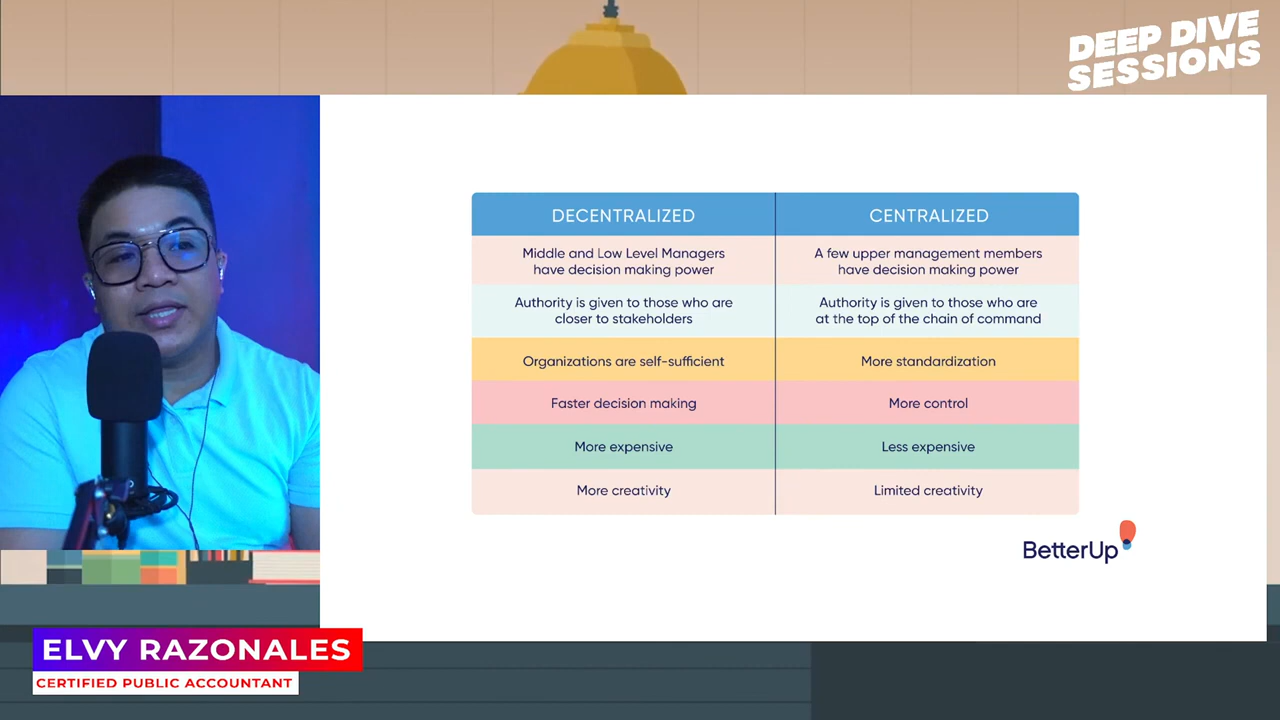 DEEP DIVE
SESSIONS
DECENTRALIZED
CENTRALIZED
Middle and Low Level Managers
have decision making power
A few upper management members
have decision making power
Authority is given to those who are
closer to stakeholders
Authority is given to those who are
at the top of the chain of command
Organizations are self-sufficient
More standardization
Faster decision making
More control
More expensive
Less expensive
More creativity
Limited creativity
BetterUp
ELVY RAZONALES
CERTIFIED PUBLIC ACCOUNTANT